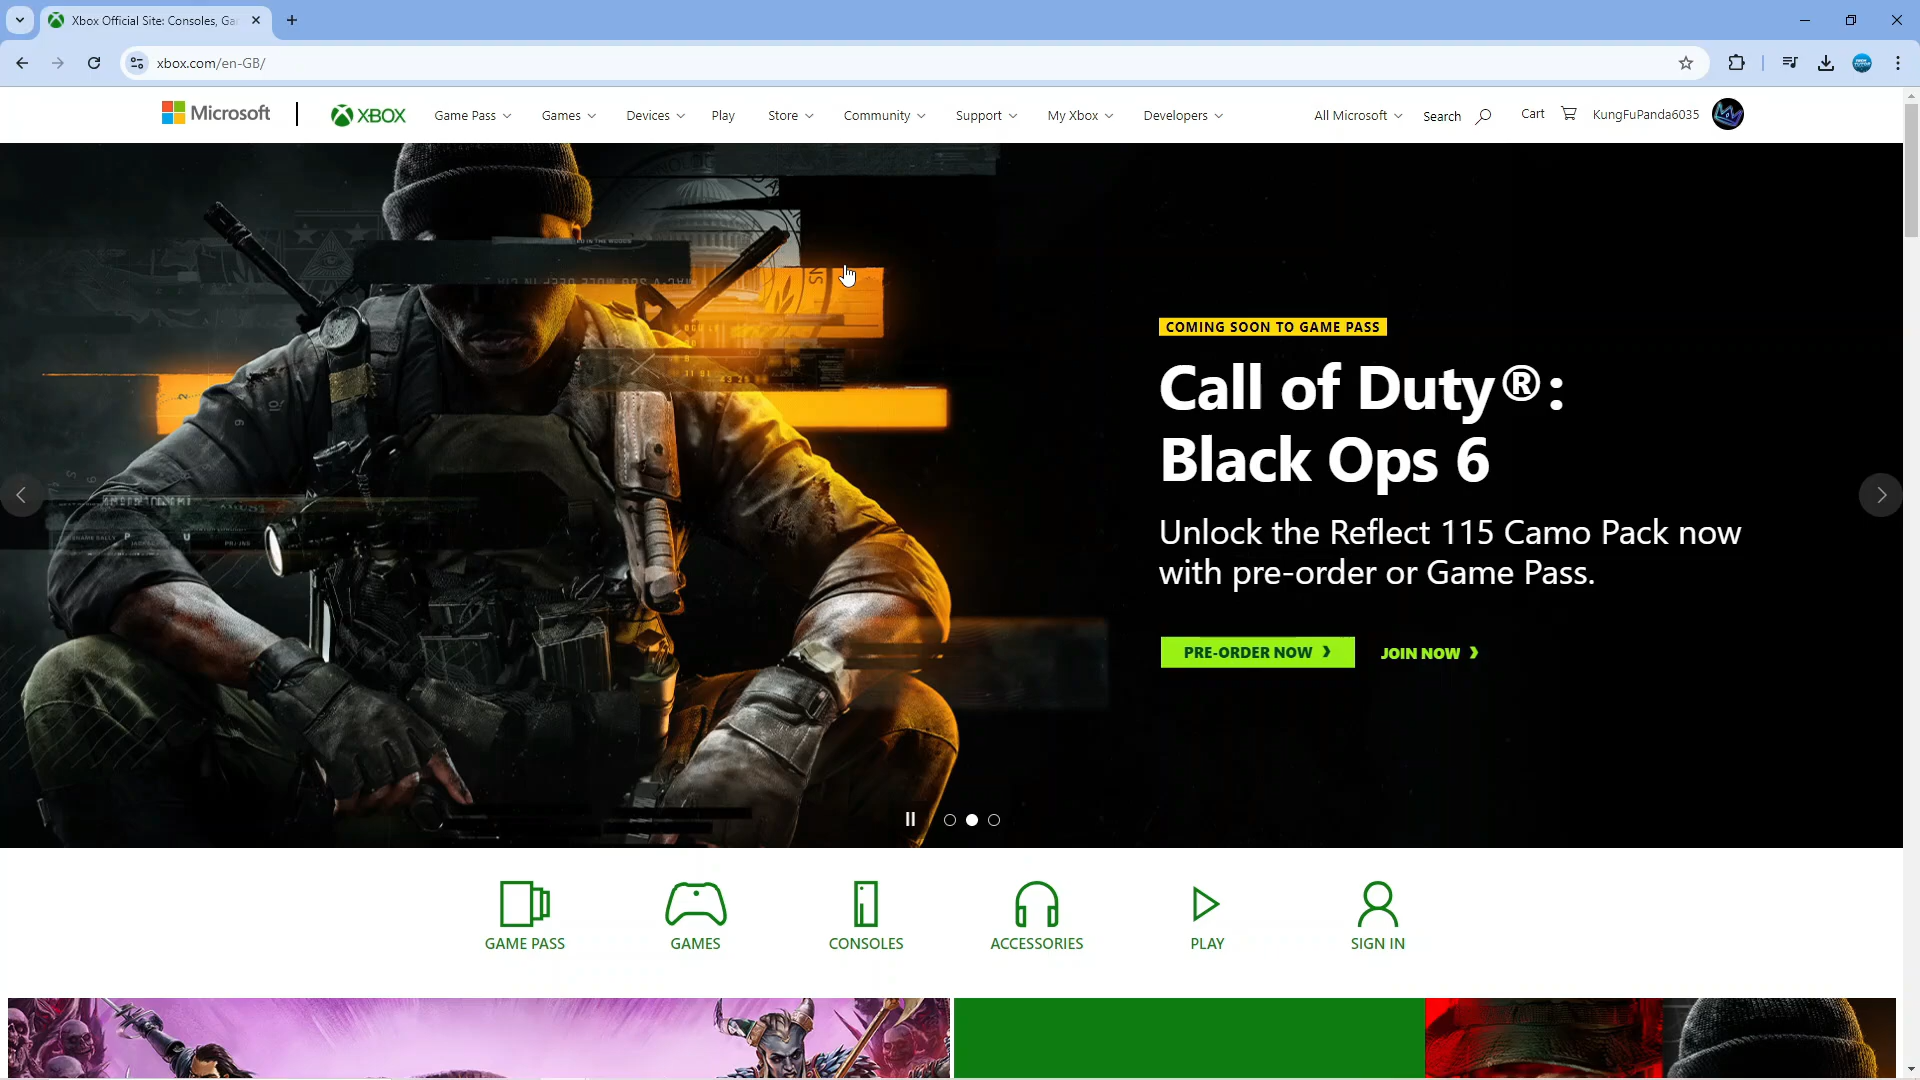 Xbox Official Site: Consoles, Ga
xbox.com/en-GB/
Microsoft
XBOX
Game Pass
Games
Devices
Play
Store
Community
Support
My Xbox
Developers
All Microsoft
Search
Cart
KungFuPanda6035
COMING SOON TO GAME PASS
Call of Duty®:
Black Ops 6
Unlock the Reflect 115 Camo Pack now
with pre-order or Game Pass.
PRE-ORDER NOW
JOIN NOW
GAME PASS
GAMES
CONSOLES
ACCESSORIES
PLAY
SIGN IN